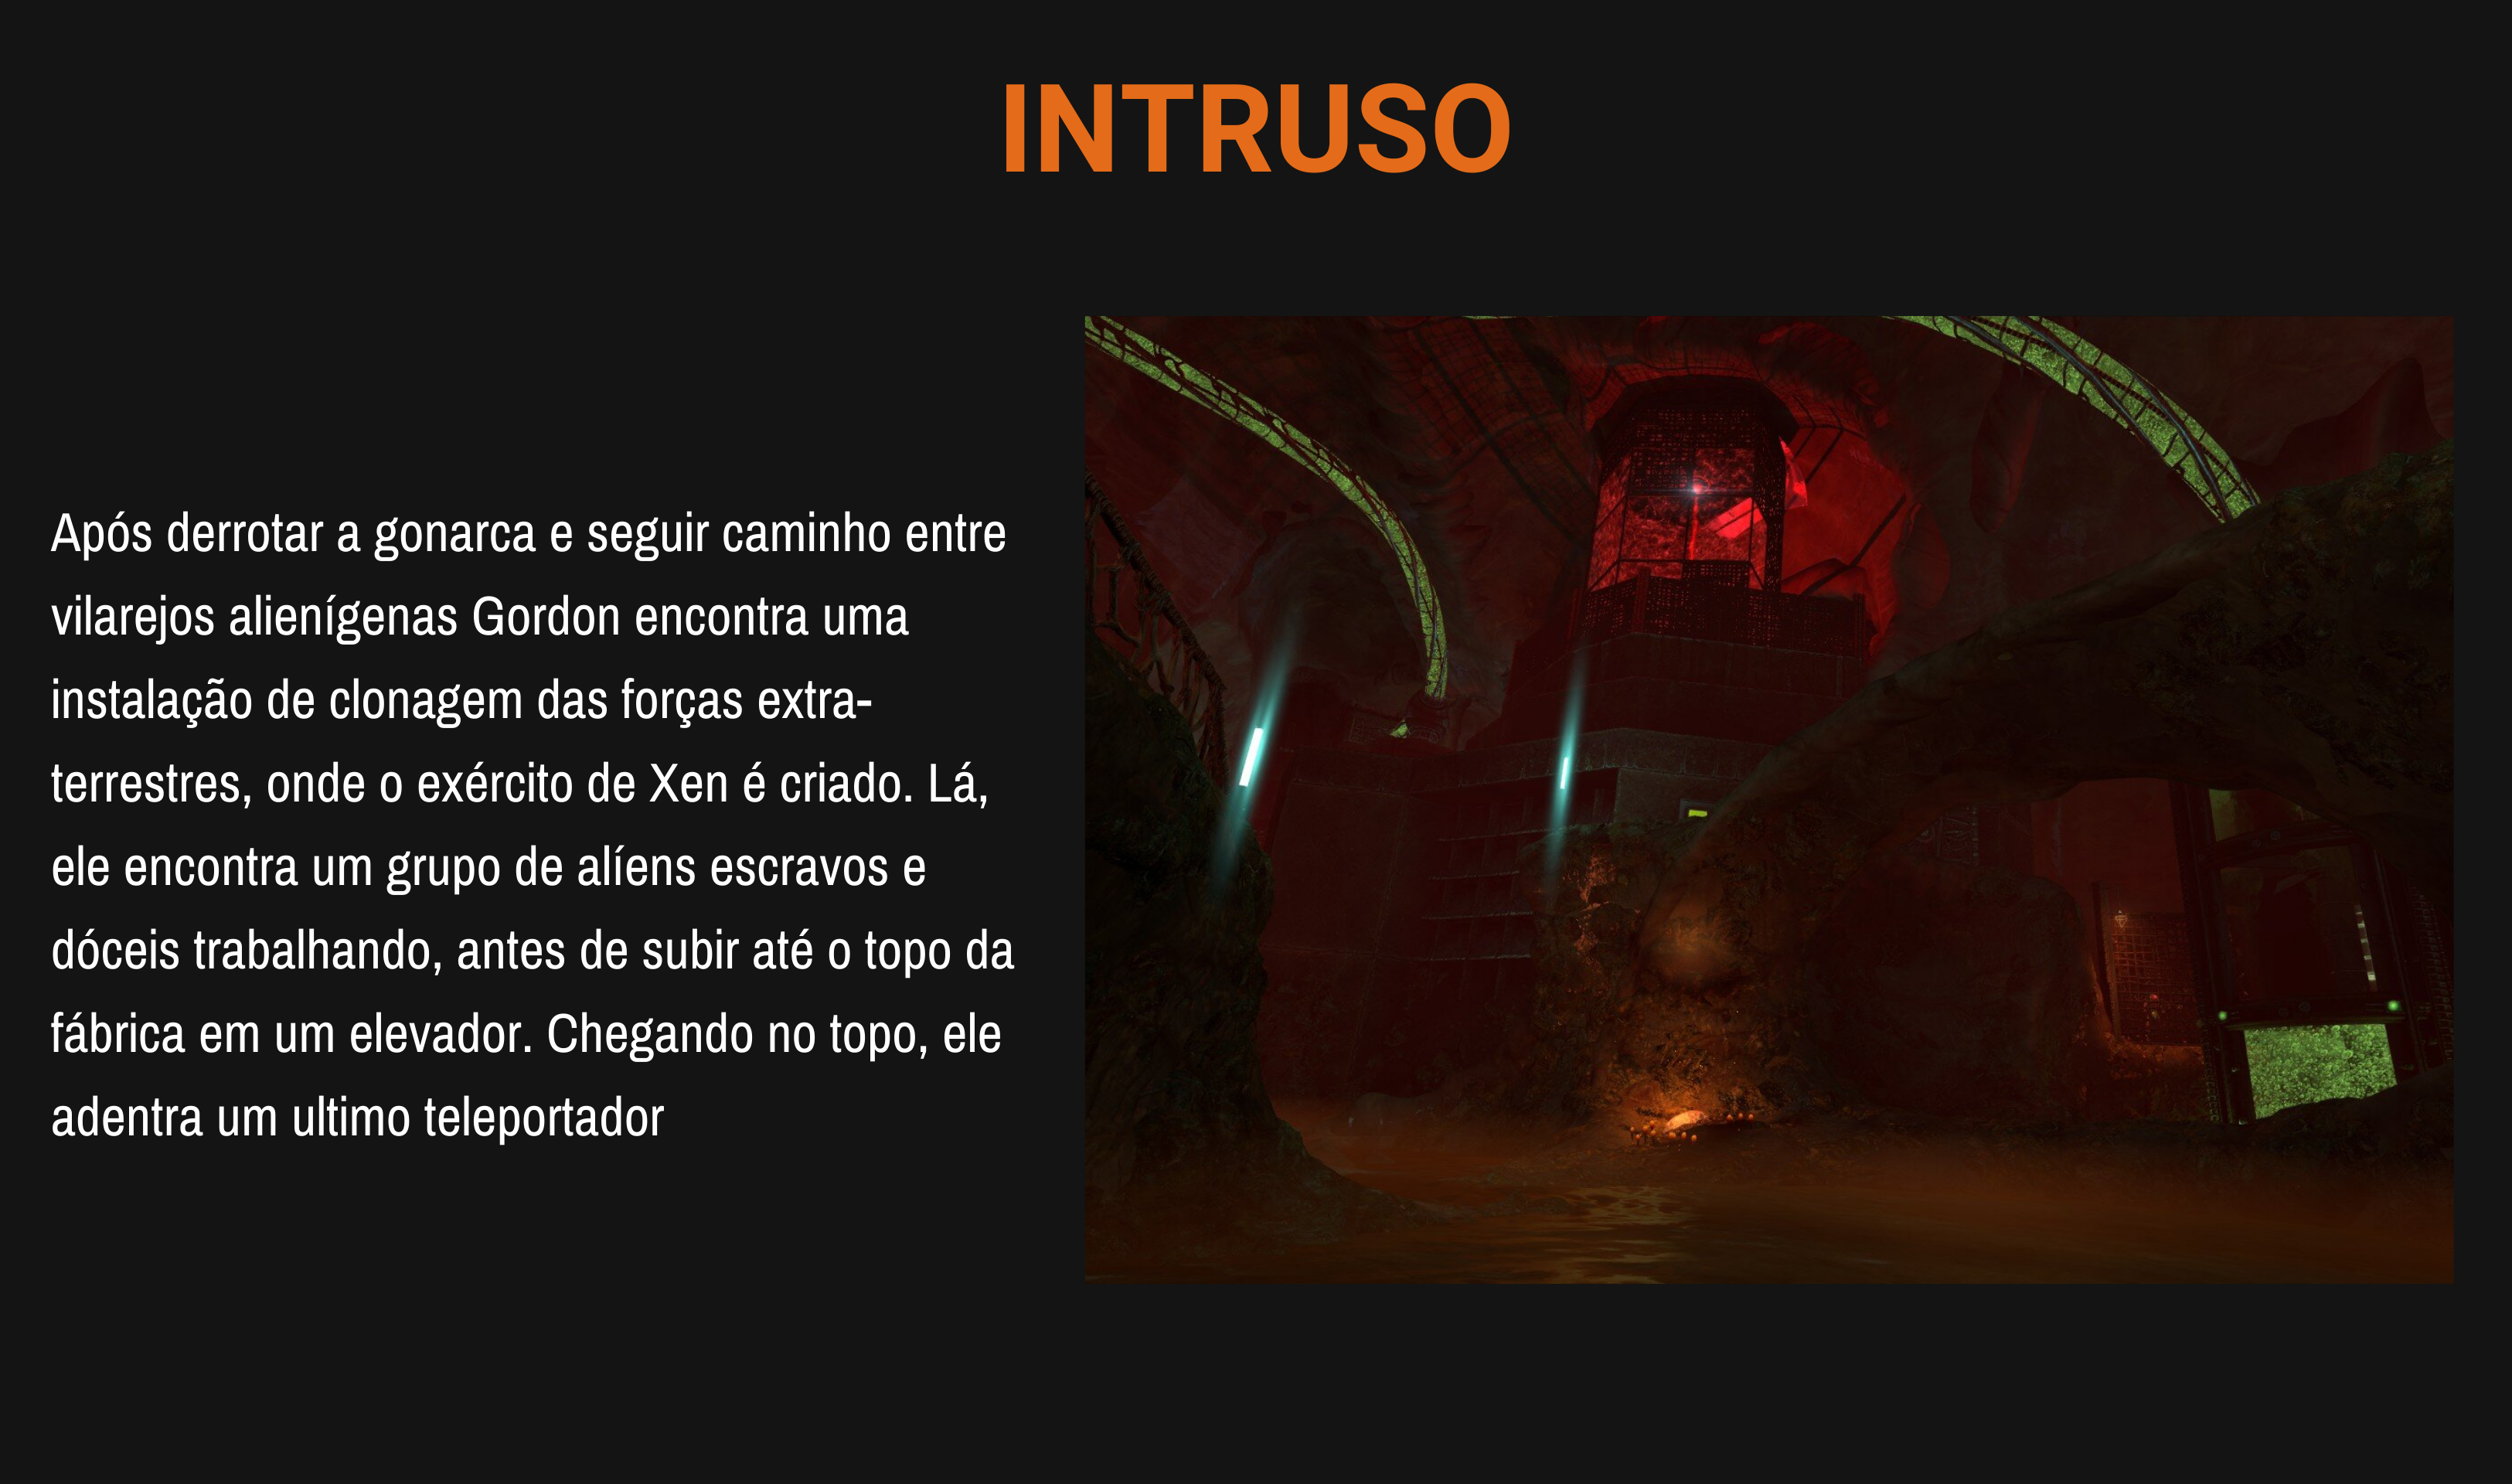 INTRUSO
Após derrotar a gonarca e seguir caminho entre
vilarejos alienígenas Gordon encontra uma
instalação de clonagem das forças extra-
terrestres, onde o exército de Xen é criado. Lá,
ele encontra um grupo de alíens escravos e
dóceis trabalhando, antes de subir até o topo da
fábrica em um elevador. Chegando no topo, ele
adentra um ultimo teleportador